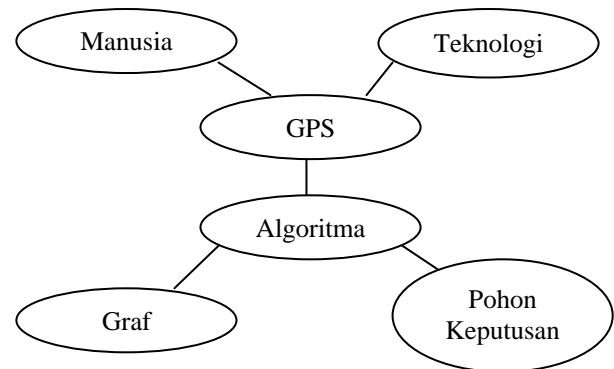 Manusia
Teknologi
GPS
Algoritma
Graf
Pohon
Keputusan